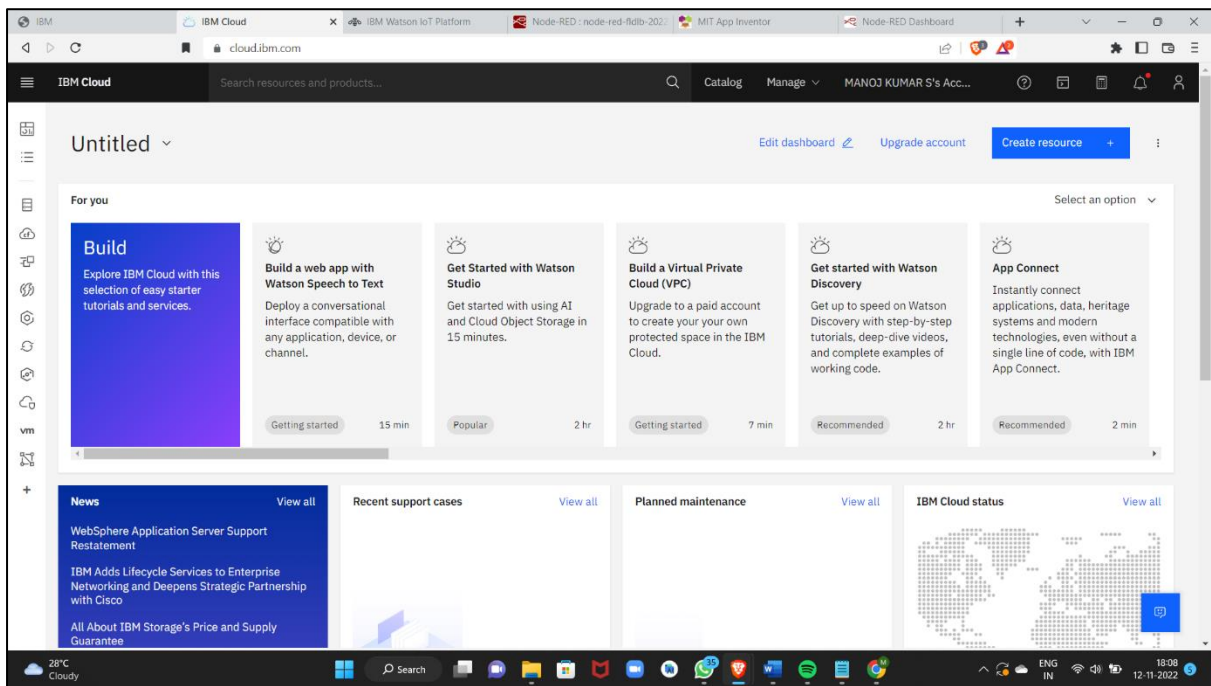 IBM
IBM Cloud
IBM Watson IoT Platform
Node-RED : node-red-fldlb-2022
MIT App Inventor
Node-RED Dashboard
cloud.ibm.com
IBM Cloud
Search resources and products...
Catalog
Manage
MANOJ KUMAR S's Acc...
Untitled
Edit dashboard
Upgrade account
Create resource +
For you
Select an option
Build
Explore IBM Cloud with this
selection of easy starter
tutorials and services.
Build a web app with
Watson Speech to Text
Deploy a conversational
interface compatible with
any application, device, or
channel.
Getting started 15 min
Get Started with Watson
Studio
Get started with using AI
and Cloud Object Storage in
15 minutes.
Popular 2 hr
Build a Virtual Private
Cloud (VPC)
Upgrade to a paid account
to create your your own
protected space in the IBM
Cloud.
Getting started 7 min
Get started with Watson
Discovery
Get up to speed on Watson
Discovery with step-by-step
tutorials, deep-dive videos,
and complete examples of
working code.
Recommended 2 hr
App Connect
Instantly connect
applications, data, heritage
systems and modern
technologies, even without a
single line of code, with IBM
App Connect.
Recommended 2 min
vm
News View all
WebSphere Application Server Support
Restatement
IBM Adds Lifecycle Services to Enterprise
Networking and Deepens Strategic Partnership
with Cisco
All About IBM Storage's Price and Supply
Guarantee
Recent support cases View all
Planned maintenance View all
IBM Cloud status View all
28°C
Cloudy
Search
35
ENG
IN
18:08
12-11-2022
5